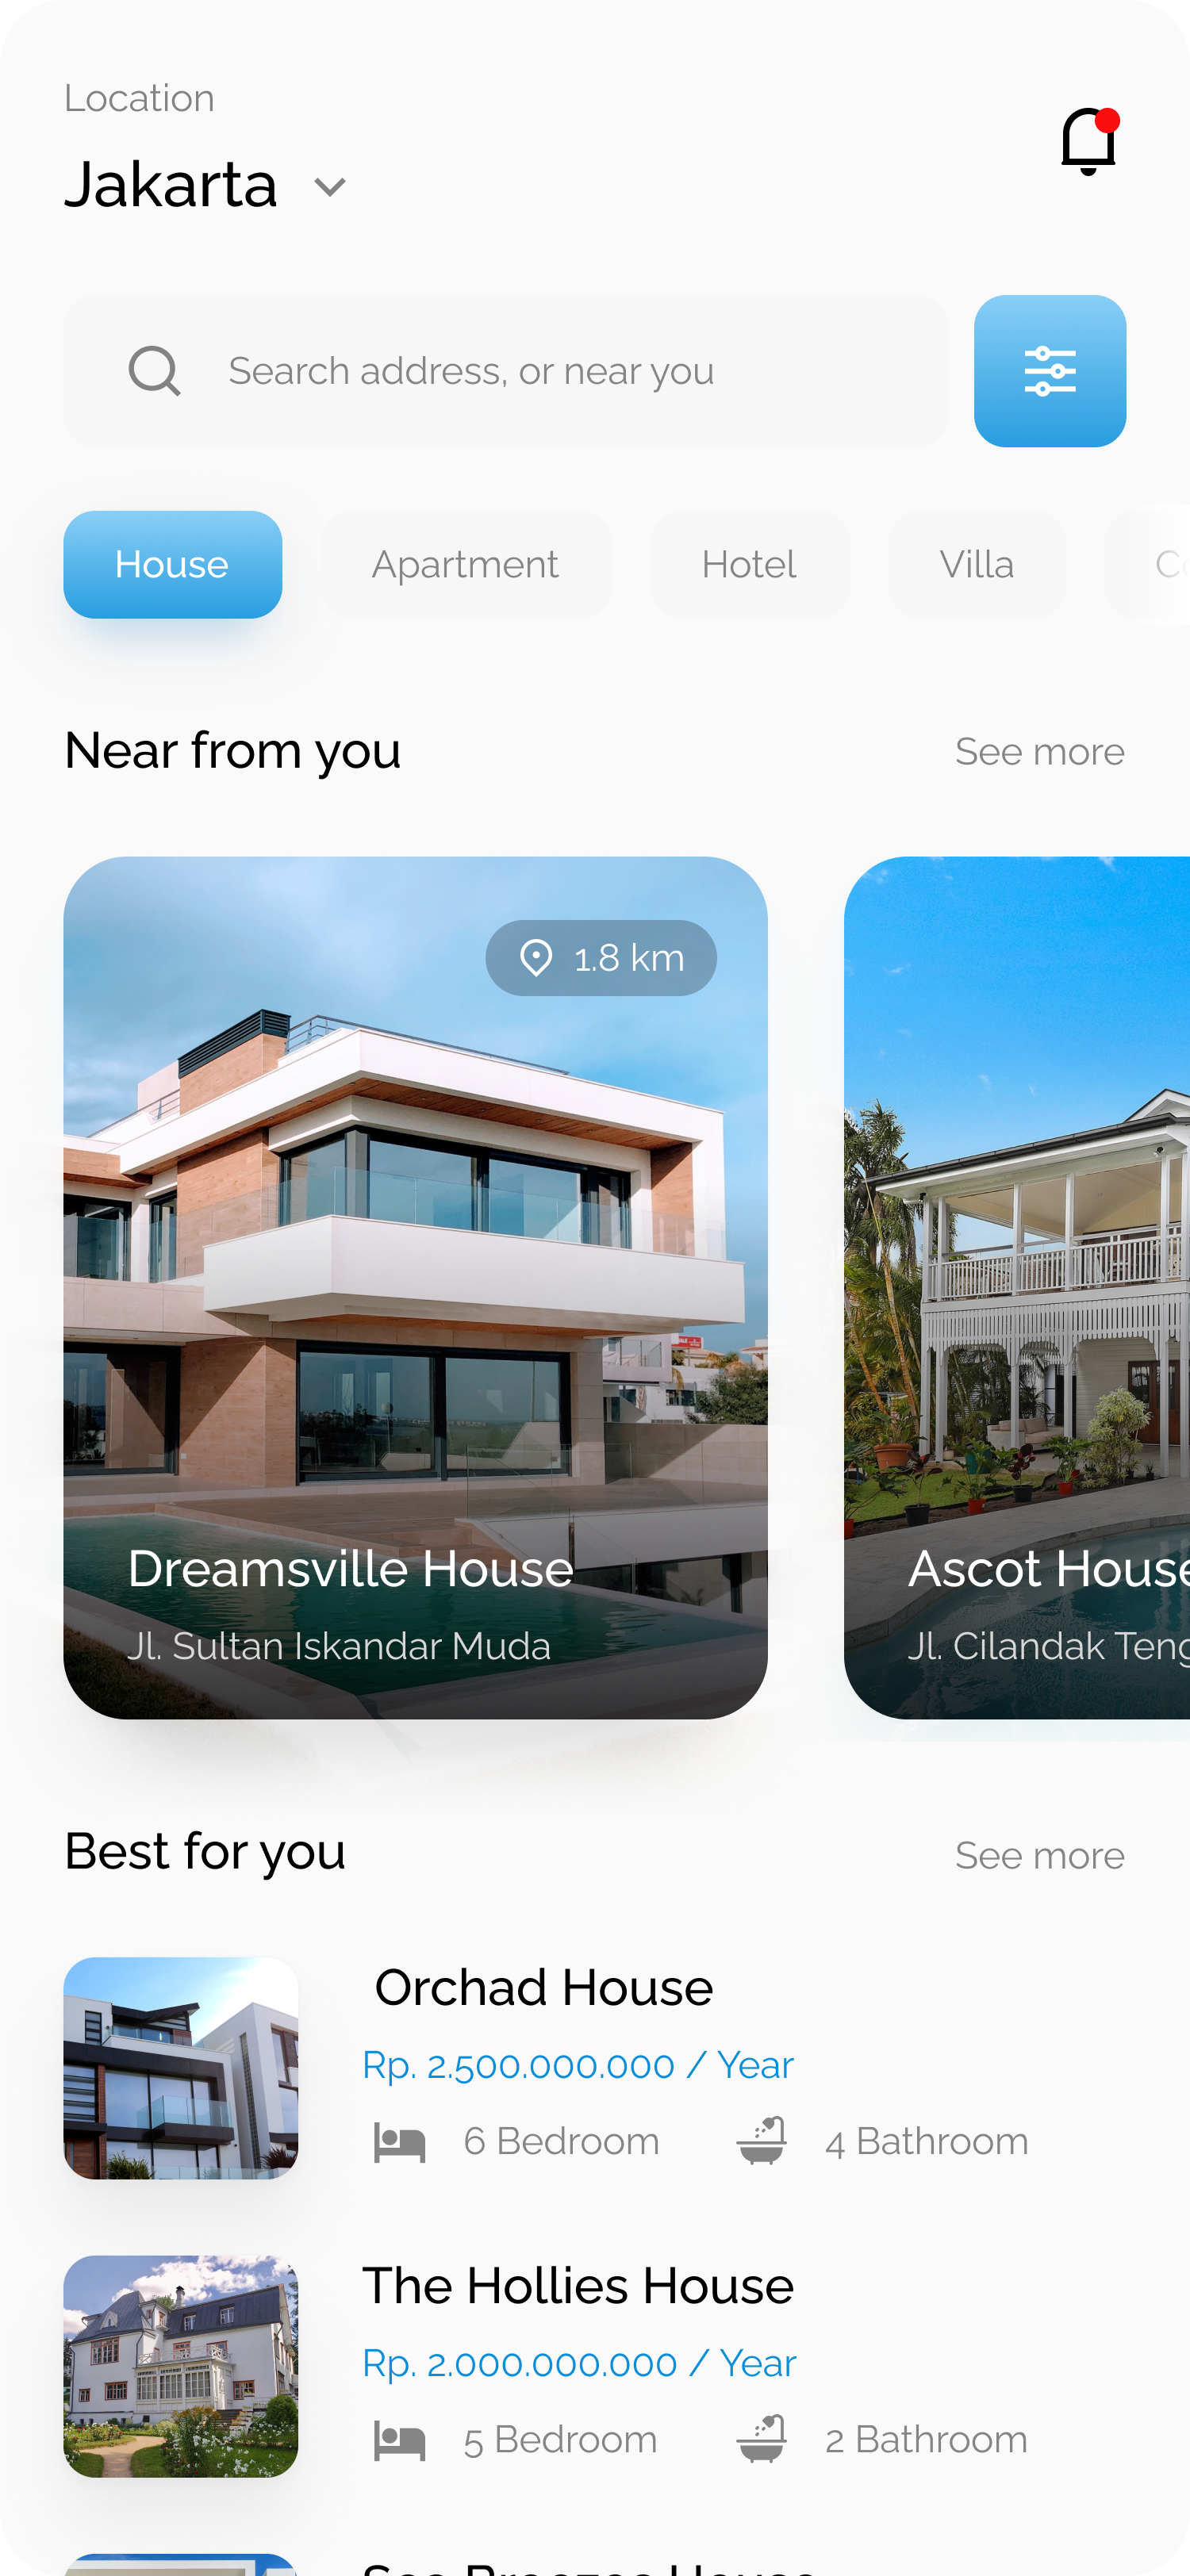 Location
Jakarta
Search address, or near you
House
Apartment
Hotel
Villa
Near from you
See more
1.8 km
Dreamsville House
Jl. Sultan Iskandar Muda
Ascot House
Jl. Cilandak Teng
Best for you
See more
Orchad House
Rp. 2.500.000.000 / Year
6 Bedroom
4 Bathroom
The Hollies House
Rp. 2.000.000.000 / Year
5 Bedroom
2 Bathroom
Sea Breezes House